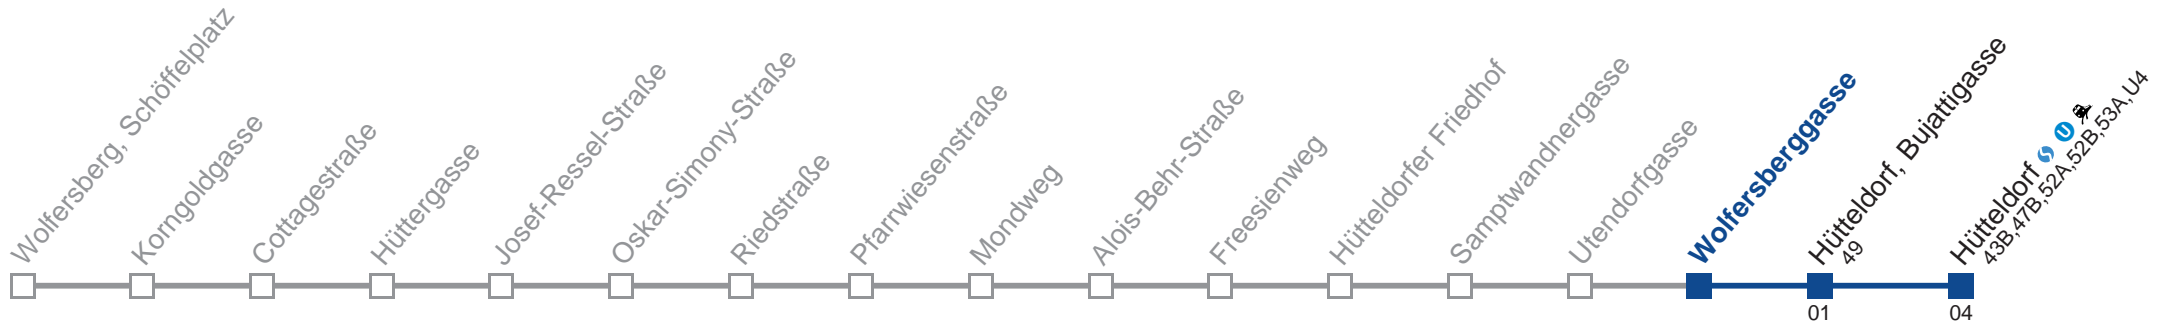 Wolfersberg, Schöffelplatz
Korngoldgasse
Cottagestraße
Hüttergasse
Josef-Ressel-Straße
Oskar-Simony-Straße
Riedstraße
Pfarrwiesenstraße
Mondweg
Alois-Behr-Straße
Freesienweg
Hütteldorfer Friedhof
Samptwandnergasse
Utendorfgasse
Wolfersberggasse
Hütteldorf, Bujattigasse
49
Hütteldorf S U
43B,47B,52A,52B,53A,U4
01
04